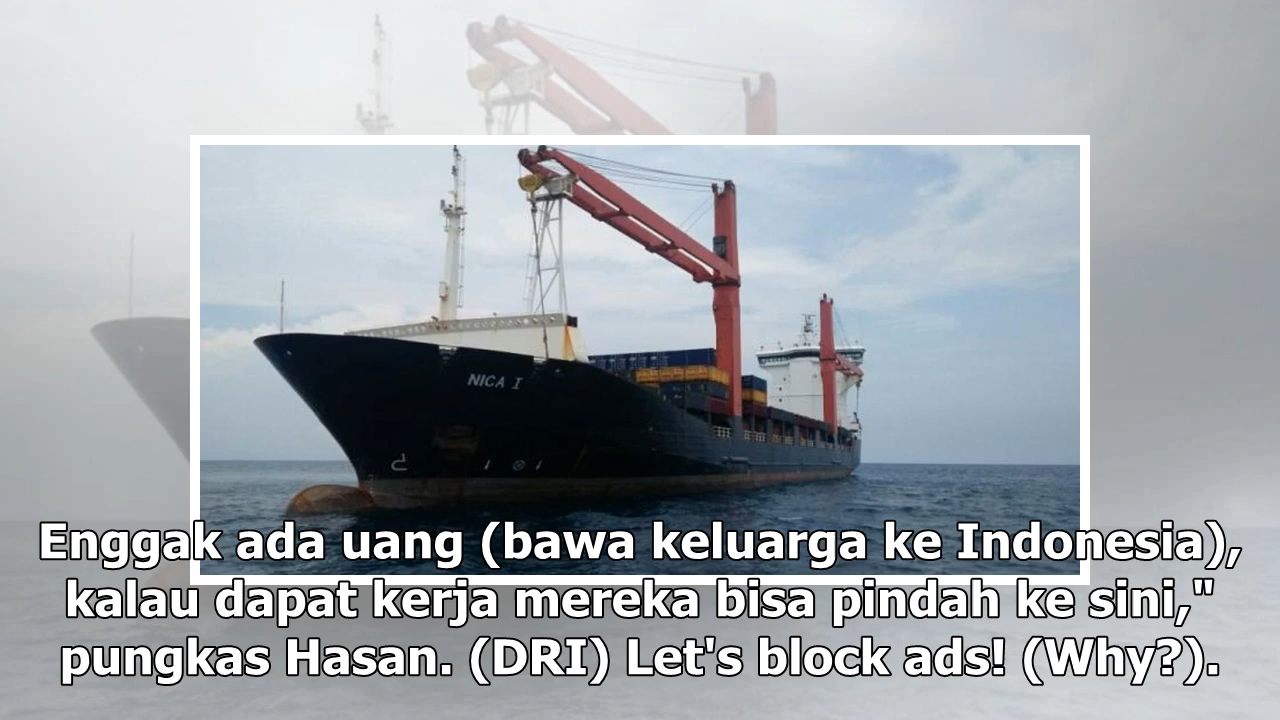 NICA I
Enggak ada uang (bawa keluarga ke Indonesia),
kalau dapat kerja mereka bisa pindah ke sini,"
pungkas Hasan. (DRI) Let's block ads! (Why?).